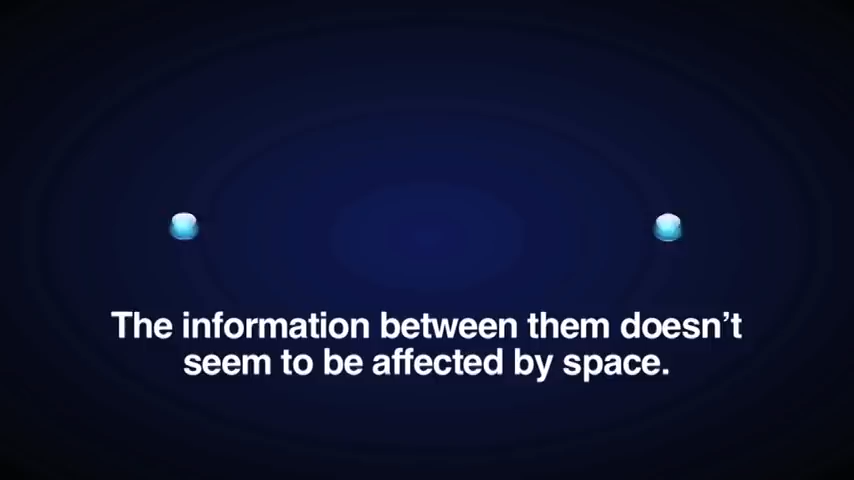 The information between them doesn’t
seem to be affected by space.